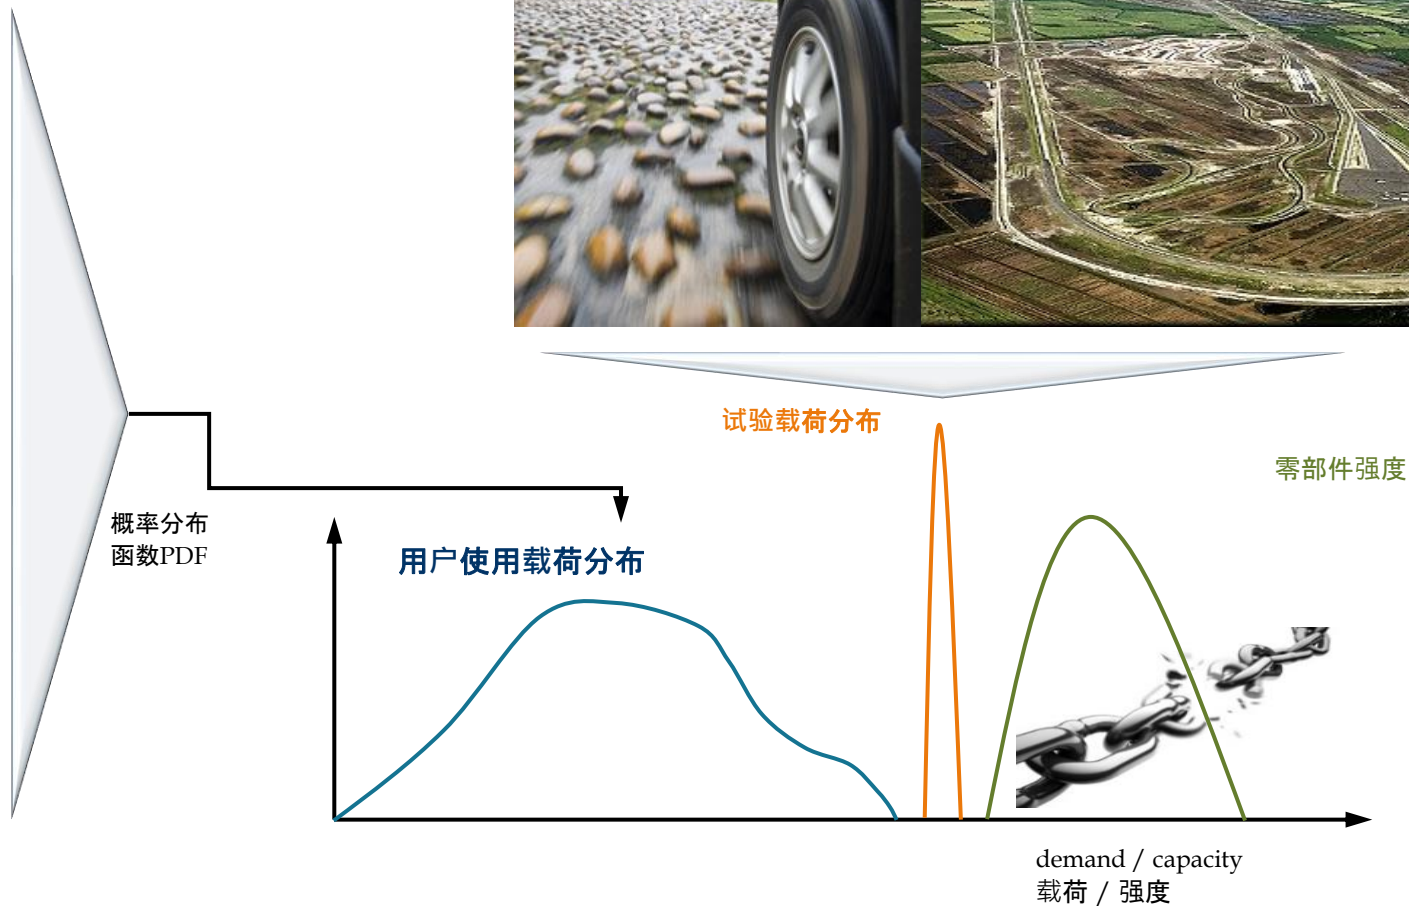 试验载荷分布
零部件强度
概率分布
函数PDF
用户使用载荷分布
demand / capacity
载荷 / 强度